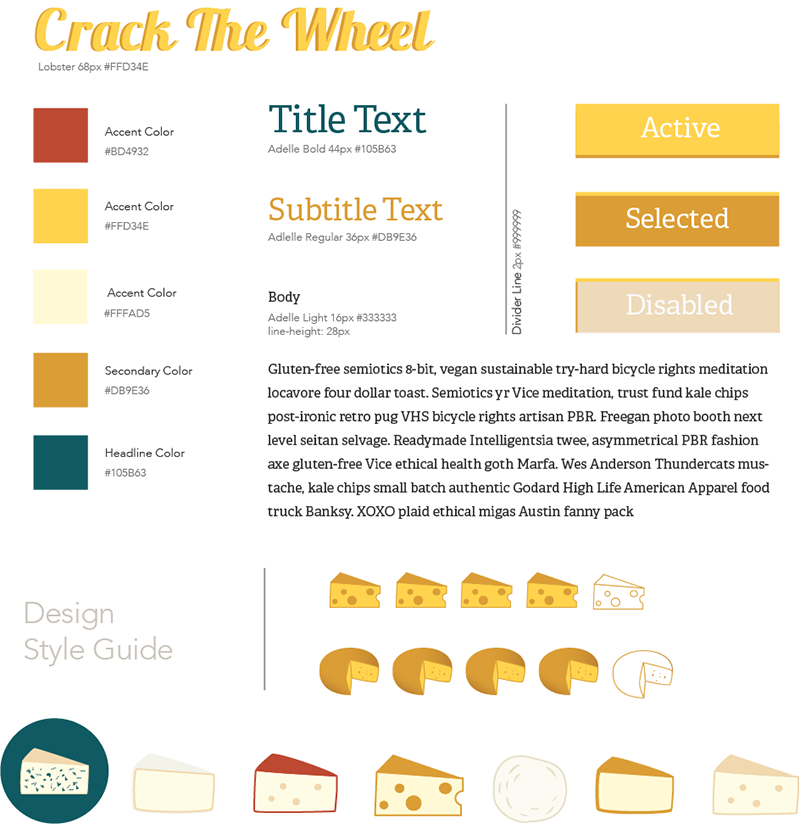 Crack The Wheel
Lobster 68px #FFD34E
Accent Color
#BD4932
Accent Color
#FFD34E
Accent Color
#FFFAD5
Secondary Color
#DB9E36
Headline Color
#105B63
Title Text
Adelle Bold 44px #105B63
Subtitle Text
Adlelle Regular 36px #DB9E36
Body
Adelle Light 16px #333333
line-height: 28px
Divider Line 2px #999999
Active
Selected
Disabled
Gluten-free semiotics 8-bit, vegan sustainable try-hard bicycle rights meditation
locavore four dollar toast. Semiotics yr Vice meditation, trust fund kale chips
post-ironic retro pug VHS bicycle rights artisan PBR. Freegan photo booth next
level seitan selvage. Readymade Intelligentsia twee, asymmetrical PBR fashion
axe gluten-free Vice ethical health goth Marfa. Wes Anderson Thundercats mus-
tache, kale chips small batch authentic Godard High Life American Apparel food
truck Banksy. XOXO plaid ethical migas Austin fanny pack
Design
Style Guide